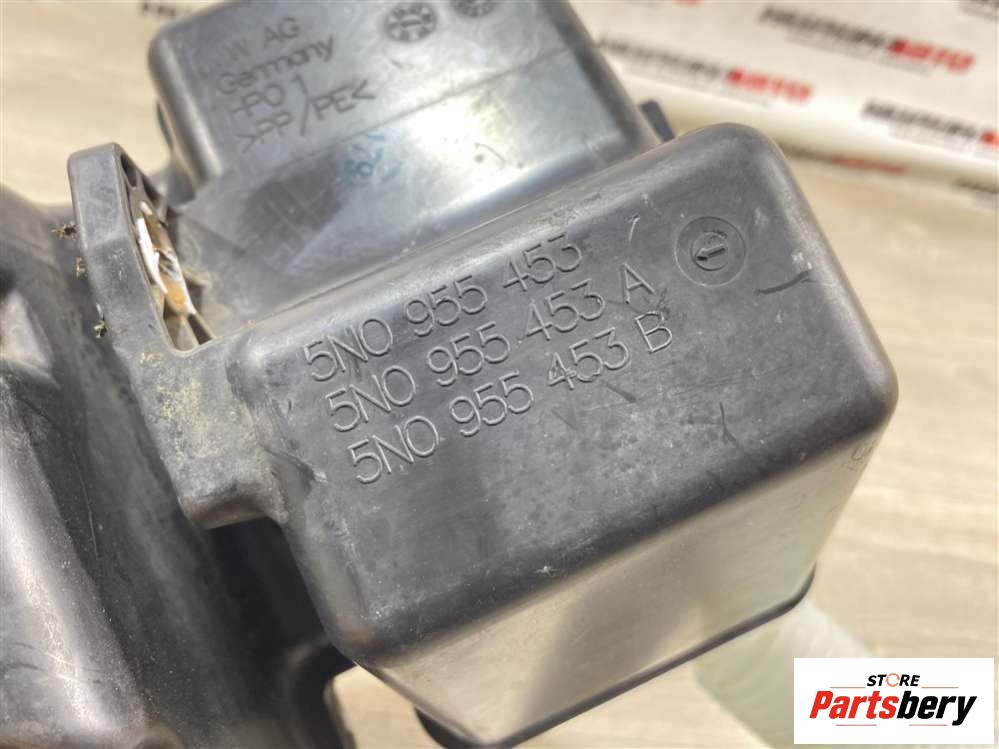 W AG
Germany
HPO 1
>PP/PE<
5N0 955 453
5N0 955 453 A
5N0 955 453 B
STORE
Partsbery